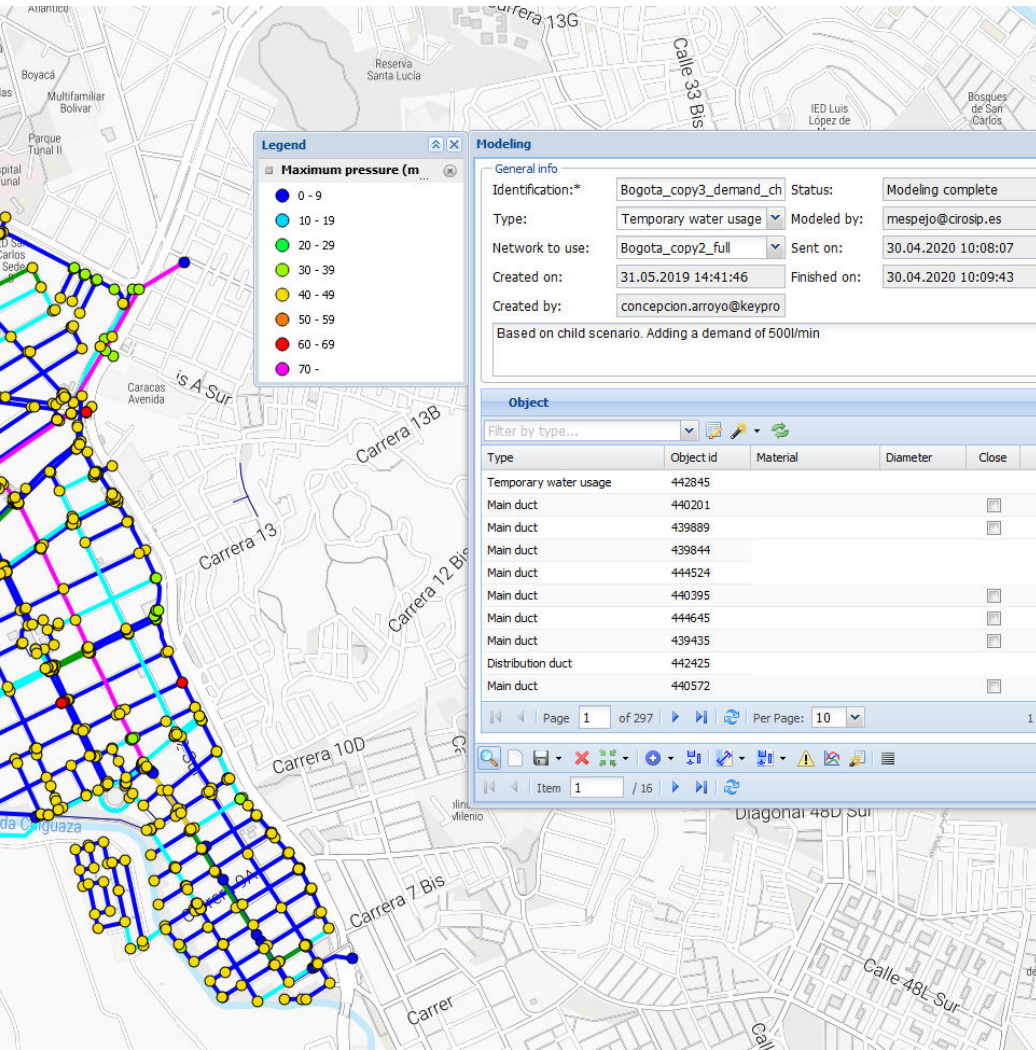 Atlántico
Carrera 13G
Boyacá
Multifamiliar
Bolivar
Reserva
Santa Lucía
Calle 33 Bis
IED Luis
López de
Bosques
de San
Carlos
Parque
Tunal II
Caracas
Avenida
is A Sur
Carrera 13B
Carrera 13
Carrera 12 Bis
Carrera 10D
Carrera 7 Bis
Diagonal 48D Sur
Calle 48L Sur
Carrer
Legend
Maximum pressure (m...
0 - 9
10 - 19
20 - 29
30 - 39
40 - 49
50 - 59
60 - 69
70 -
Modeling
General info
Identification:* Bogota_copy3_demand_ch Status: Modeling complete
Type: Temporary water usage Modeled by: mespejo@cirosip.es
Network to use: Bogota_copy2_full Sent on: 30.04.2020 10:08:07
Created on: 31.05.2019 14:41:46 Finished on: 30.04.2020 10:09:43
Created by: concepcion.arroyo@keypro
Based on child scenario. Adding a demand of 500l/min
Object
Filter by type...
Type Object id Material Diameter Close
Temporary water usage 442845
Main duct 440201
Main duct 439889
Main duct 439844
Main duct 444524
Main duct 440395
Main duct 444645
Main duct 439435
Distribution duct 442425
Main duct 440572
Page 1 of 297 Per Page: 10 1
Item 1 / 16